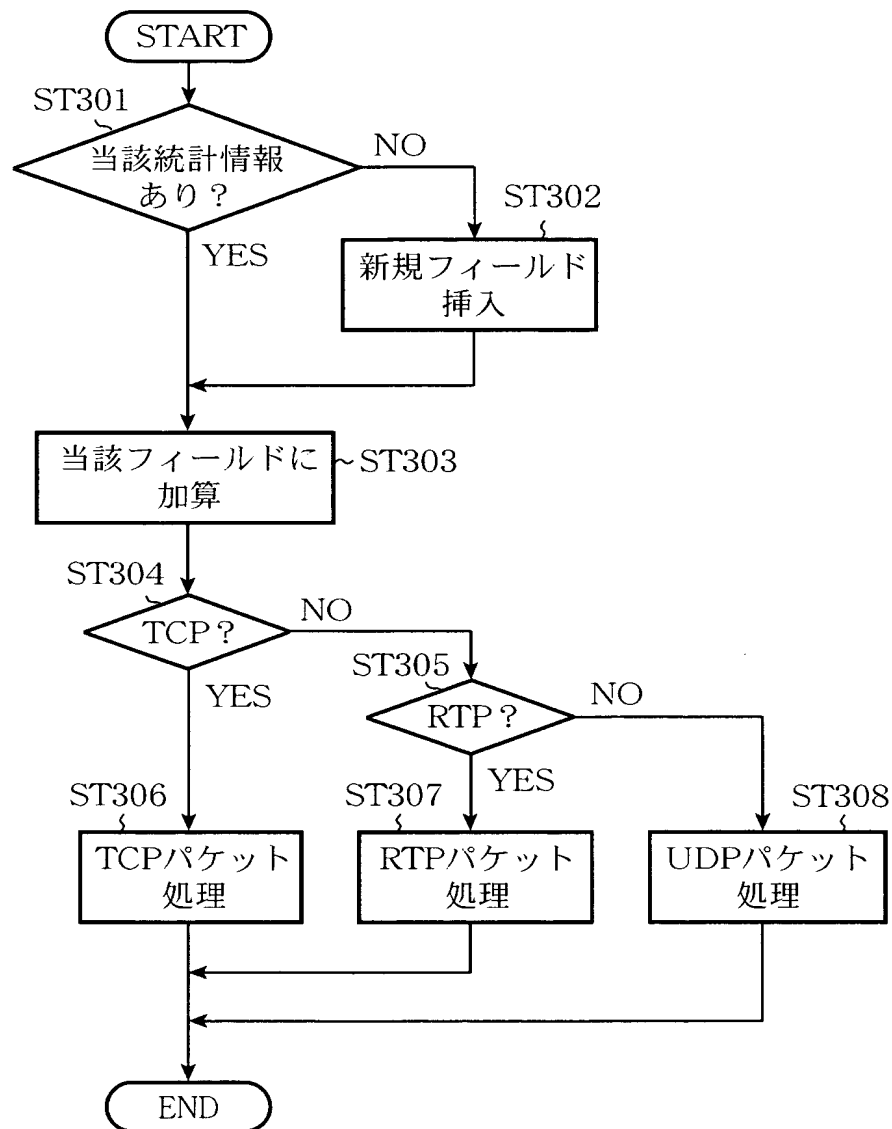 START
ST301
当該統計情報
あり？
NO
YES
ST302
新規フィールド
挿入
当該フィールドに
加算
ST303
ST304
TCP？
NO
YES
ST305
RTP？
NO
YES
ST306
TCPパケット
処理
ST307
RTPパケット
処理
ST308
UDPパケット
処理
END